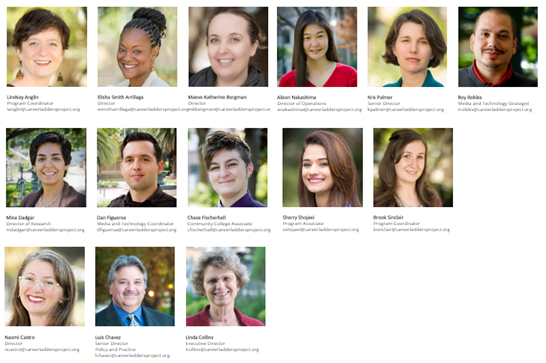 Lindsay Anglin
Program Coordinator
langlin@careerladdersproject.org
Elisha Smith Arrillaga
Director
esmitharrillaga@careerladdersproject.org
Maeve Katherine Bergman
Director
mkbergman@careerladdersproject.or
Alison Nakashima
Director of Operations
anakashima@careerladdersproject.org
Kris Palmer
Senior Director
kpalmer@careerladdersproject.org
Roy Robles
Media and Technology Strategist
rrobles@careerladdersproject.org
Mina Dadgar
Director of Research
mdadgar@careerladdersproject.org
Dan Figueroa
Media and Technology Coordinator
dfigueroa@careerladdersproject.org
Chase Fischerhall
Community College Associate
cfischerhall@careerladdersproject.org
Sherry Shojaei
Program Associate
sshojaei@careerladdersproject.org
Brook Sinclair
Program Coordinator
bsinclair@careerladdersproject.org
Naomi Castro
Director
ncastro@careerladdersproject.org
Luis Chavez
Senior Director
Policy and Practice
lchavez@careerladdersproject.org
Linda Collins
Executive Director
lcollins@careerladdersproject.org